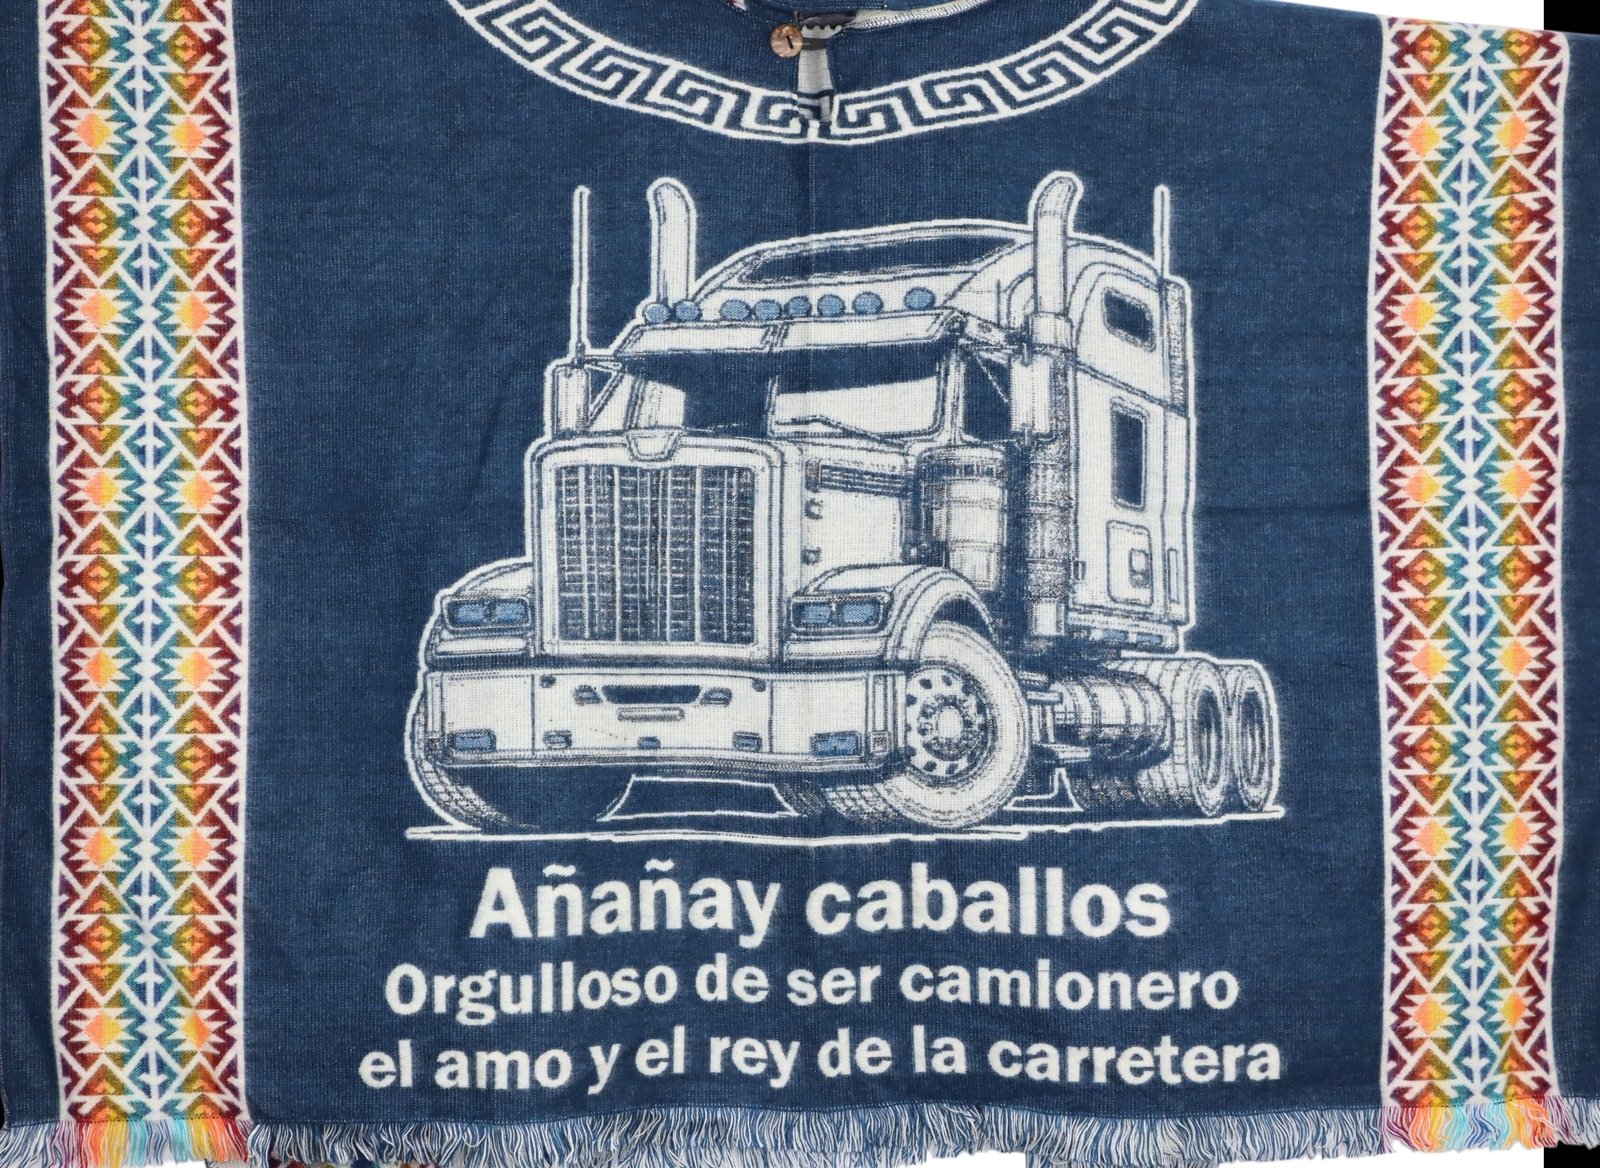 Añañay caballos
Orgulloso de ser camionero
el amo y el rey de la carretera